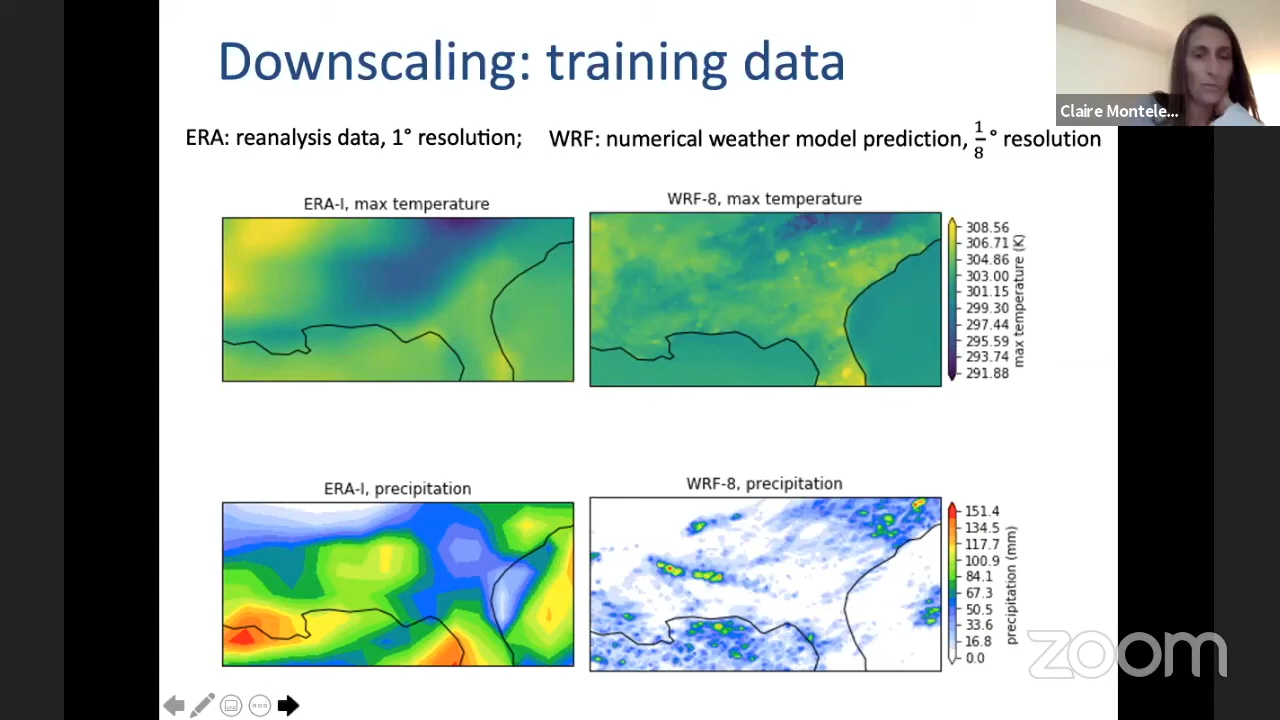 Downscaling: training data
Claire Montele...
ERA: reanalysis data, 1° resolution; WRF: numerical weather model prediction, 1/8° resolution
ERA-I, max temperature
WRF-8, max temperature
308.56
306.71
304.86
303.00
301.15
299.30
297.44
295.59
293.74
291.88
max temperature (K)
ERA-I, precipitation
WRF-8, precipitation
151.4
134.5
117.7
100.9
84.1
67.3
50.5
33.6
16.8
0.0
precipitation (mm)
zoom